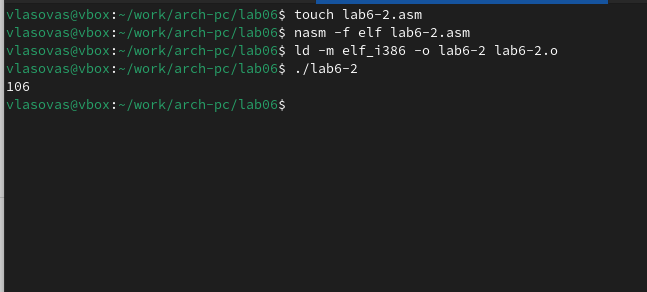 vlasovas@vbox:~/work/arch-pc/lab06$ touch lab6-2.asm
vlasovas@vbox:~/work/arch-pc/lab06$ nasm -f elf lab6-2.asm
vlasovas@vbox:~/work/arch-pc/lab06$ ld -m elf_i386 -o lab6-2 lab6-2.o
vlasovas@vbox:~/work/arch-pc/lab06$ ./lab6-2
106
vlasovas@vbox:~/work/arch-pc/lab06$